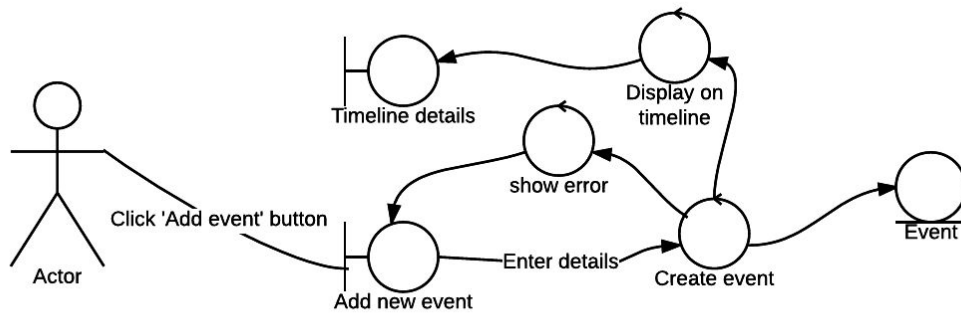 Timeline details
Display on
timeline
show error
Click 'Add event' button
Event
Enter details
Actor
Add new event
Create event